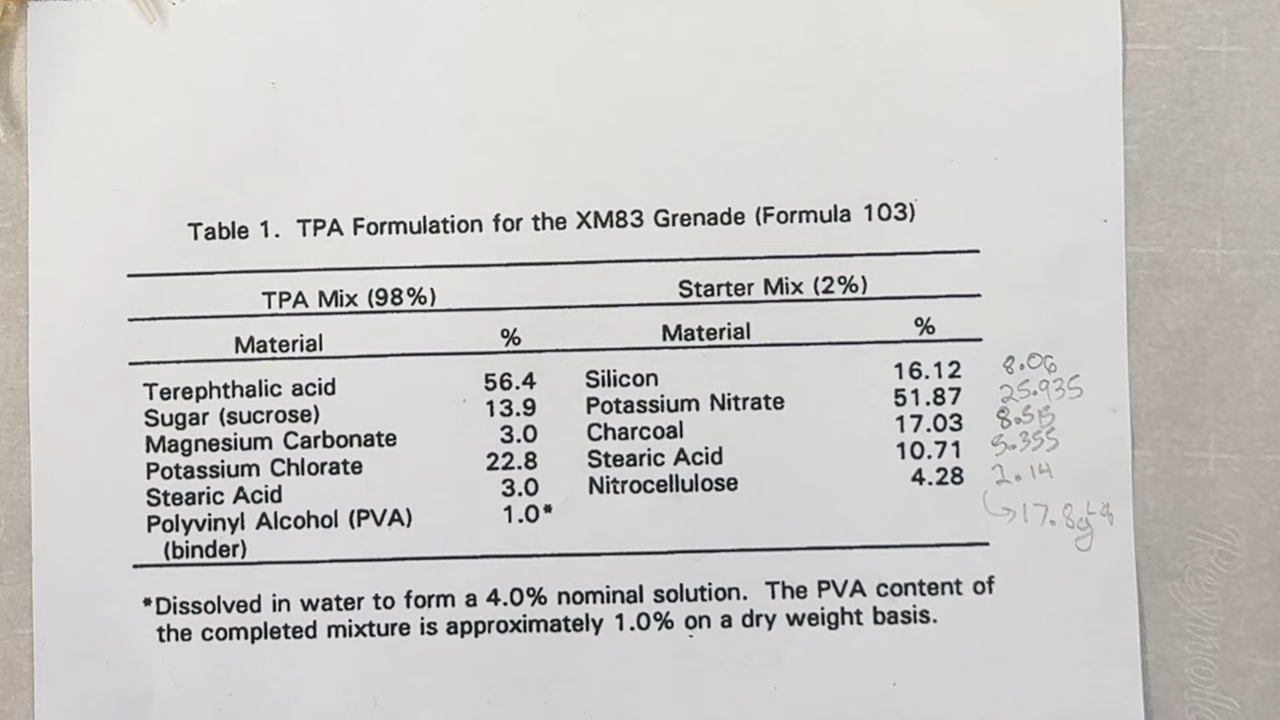 Table 1. TPA Formulation for the XM83 Grenade (Formula 103)
TPA Mix (98%) Starter Mix (2%)
Material % Material %
Terephthalic acid 56.4 Silicon 16.12 8.06
Sugar (sucrose) 13.9 Potassium Nitrate 51.87 25.935
Magnesium Carbonate 3.0 Charcoal 17.03
Potassium Chlorate 22.8 Stearic Acid 10.71 5.355
Stearic Acid 3.0 Nitrocellulose 4.28 2.14
Polyvinyl Alcohol (PVA) 1.0*
(binder)
*Dissolved in water to form a 4.0% nominal solution. The PVA content of
the completed mixture is approximately 1.0% on a dry weight basis.